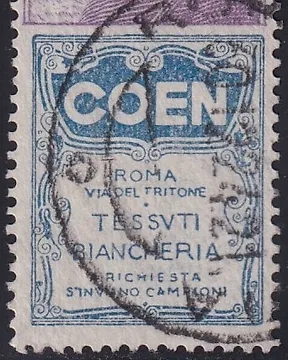 COEN
ROMA
VIA DEL TRITONE
TESSVTI
BIANCHERIA
RICHIESTA
S'INVIANO CAMPIONI